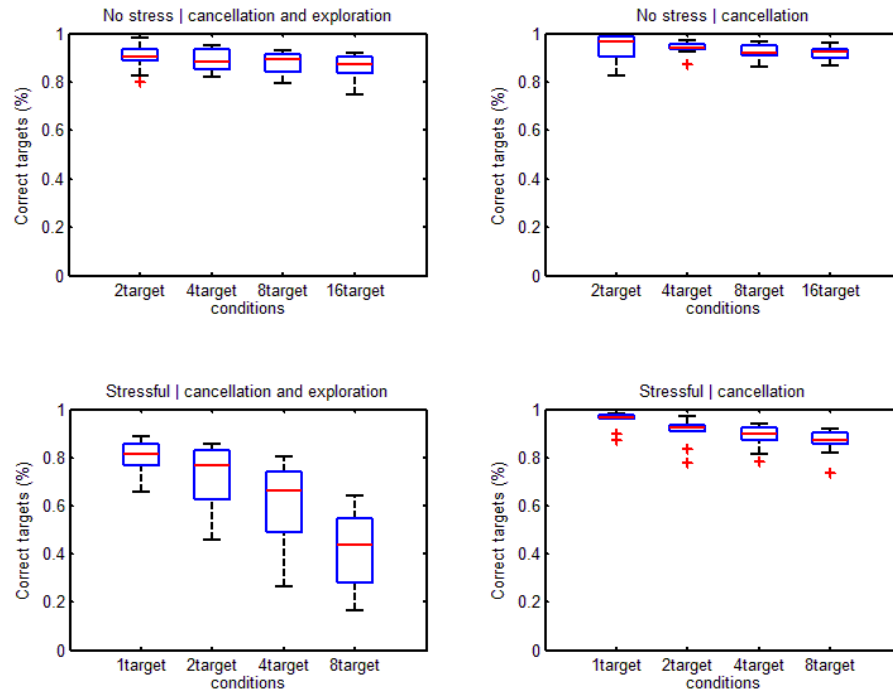 No stress | cancellation and exploration
1
0.8
0.6
0.4
0.2
0
Correct targets (%)
2target 4target 8target 16target
conditions
No stress | cancellation
1
0.8
0.6
0.4
0.2
0
Correct targets (%)
2target 4target 8target 16target
conditions
Stressful | cancellation and exploration
1
0.8
0.6
0.4
0.2
0
Correct targets (%)
1target 2target 4target 8target
conditions
Stressful | cancellation
1
0.8
0.6
0.4
0.2
0
Correct targets (%)
1target 2target 4target 8target
conditions